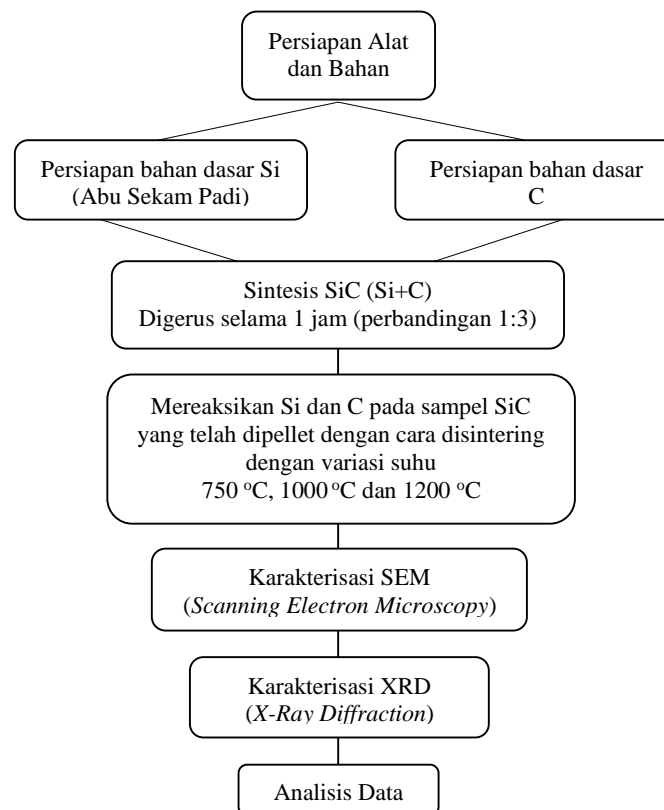 Persiapan Alat
dan Bahan
Persiapan bahan dasar Si
(Abu Sekam Padi)
Persiapan bahan dasar
C
Sintesis SiC (Si+C)
Digerus selama 1 jam (perbandingan 1:3)
Mereaksikan Si dan C pada sampel SiC
yang telah dipellet dengan cara disintering
dengan variasi suhu
750 °C, 1000 °C dan 1200 °C
Karakterisasi SEM
(Scanning Electron Microscopy)
Karakterisasi XRD
(X-Ray Diffraction)
Analisis Data